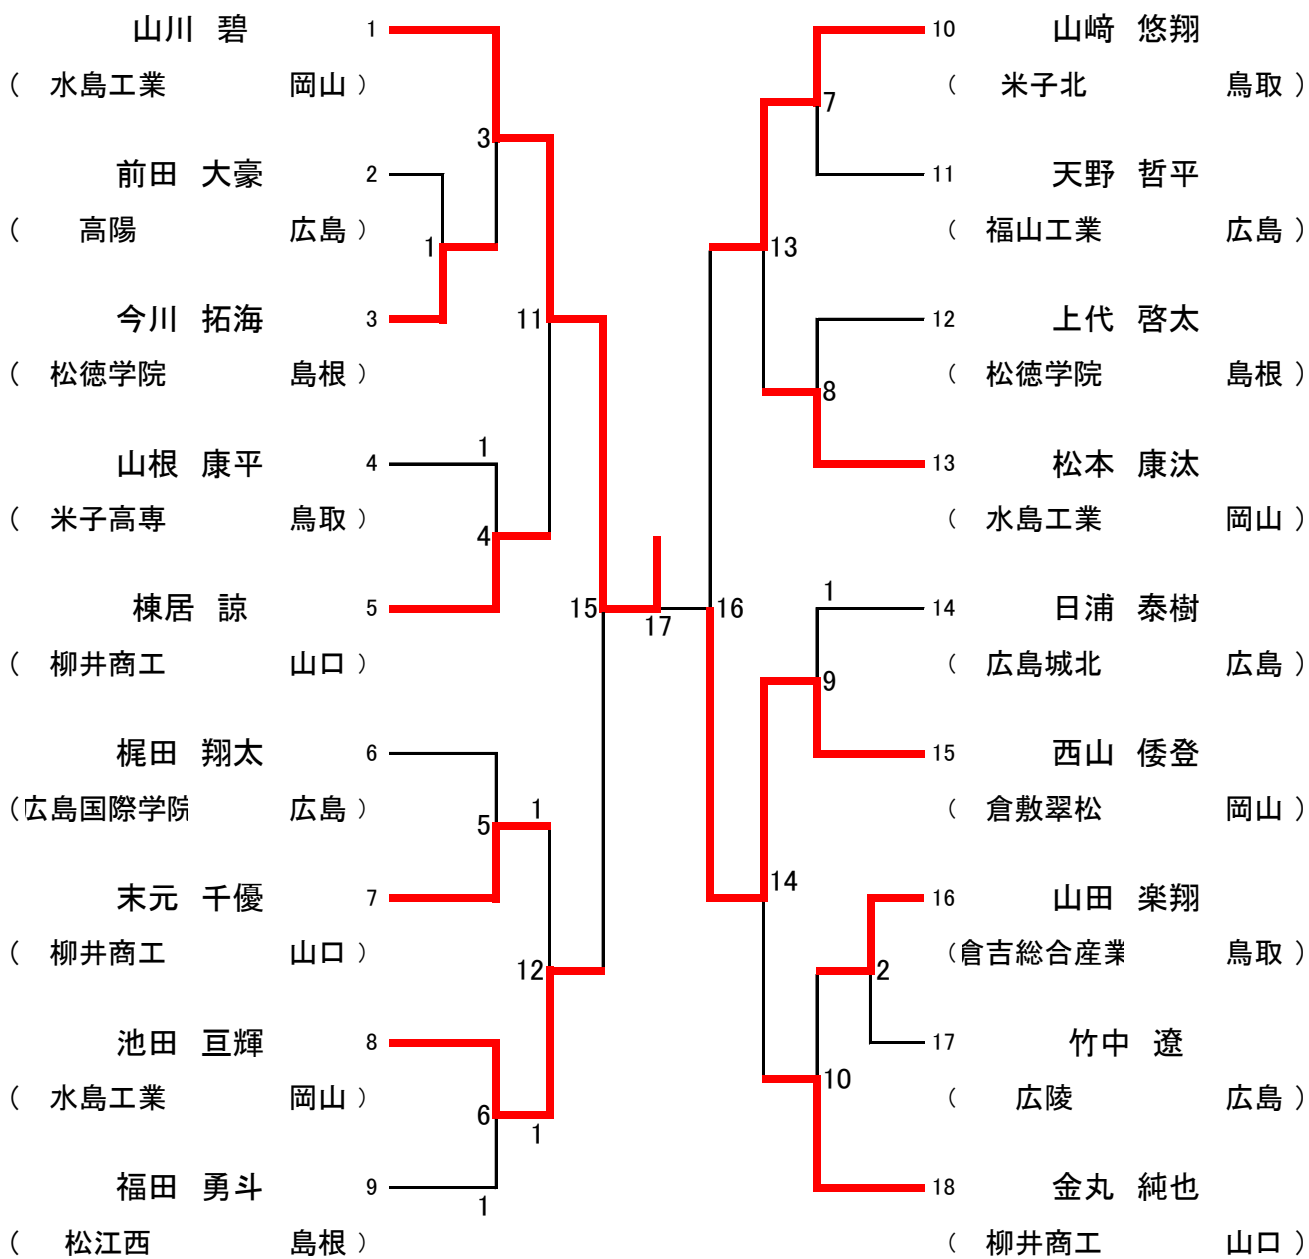 山川 碧 1
( 水島工業 岡山 )
3
前田 大豪 2
( 高陽 広島 )
1
今川 拓海 3
11
( 松徳学院 島根 )
1
山根 康平 4
( 米子高専 鳥取 )
4
棟居 諒 5
15
17
( 柳井商工 山口 )
梶田 翔太 6
(広島国際学院 広島 )
1
5
末元 千優 7
( 柳井商工 山口 )
12
池田 亘輝 8
( 水島工業 岡山 )
6
1
福田 勇斗 9
1
( 松江西 島根 )
10 山﨑 悠翔
( 米子北 鳥取 )
7
11 天野 哲平
( 福山工業 広島 )
13
12 上代 啓太
( 松徳学院 島根 )
8
13 松本 康汰
( 水島工業 岡山 )
1
16
14 日浦 泰樹
( 広島城北 広島 )
9
15 西山 倭登
( 倉敷翠松 岡山 )
14
16 山田 楽翔
(倉吉総合産業 鳥取 )
2
17 竹中 遼
10
( 広陵 広島 )
18 金丸 純也
( 柳井商工 山口 )